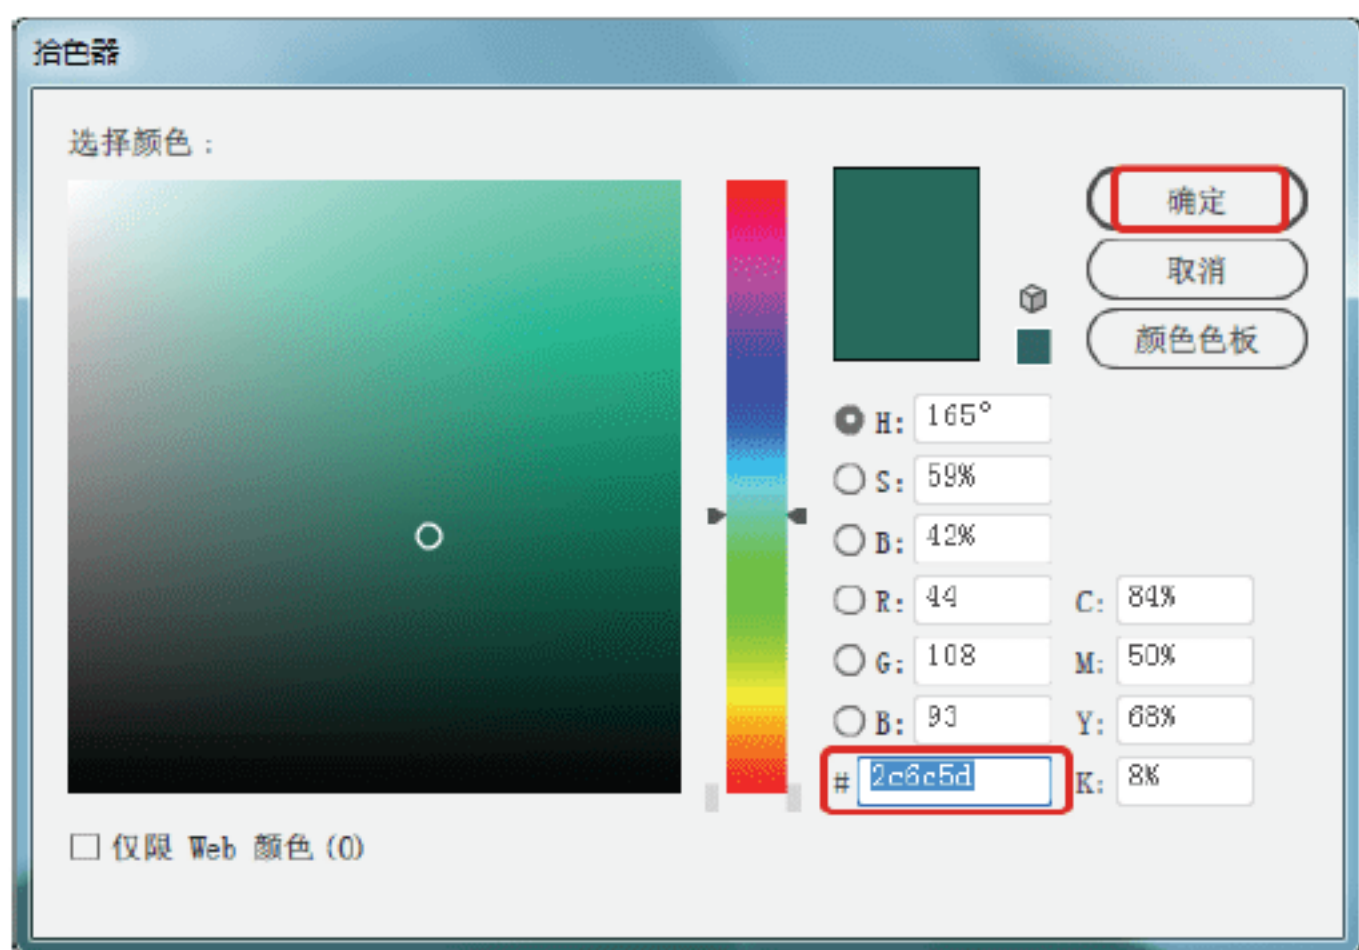 拾色器
选择颜色：
确定
取消
颜色色板
H: 165°
S: 59%
B: 42%
R: 44 C: 84%
G: 108 M: 50%
B: 93 Y: 68%
# 2c6c5d K: 8%
仅限 Web 颜色(O)